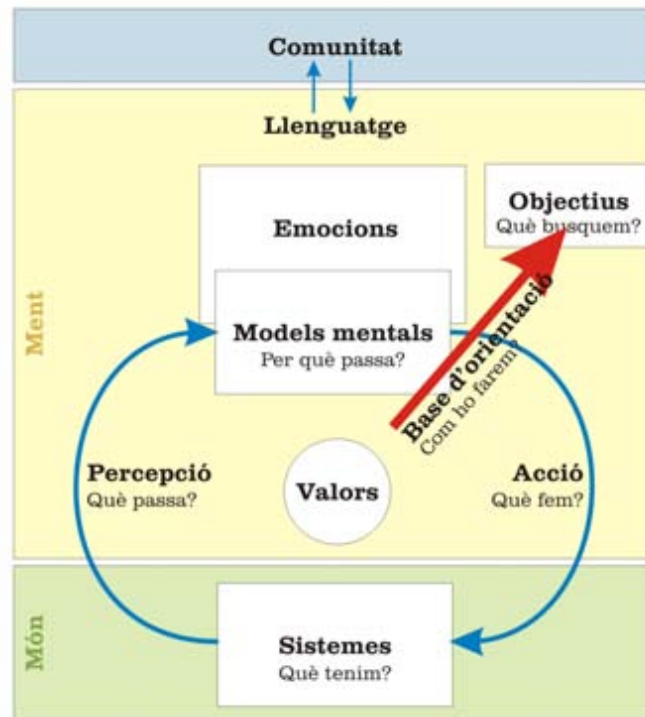 Comunitat
Llenguatge
Emocions
Objectius
Què busquem?
Models mentals
Per què passa?
Base d'orientació
Com ho farem?
Ment
Percepció
Què passa?
Valors
Acció
Què fem?
Món
Sistemes
Què tenim?